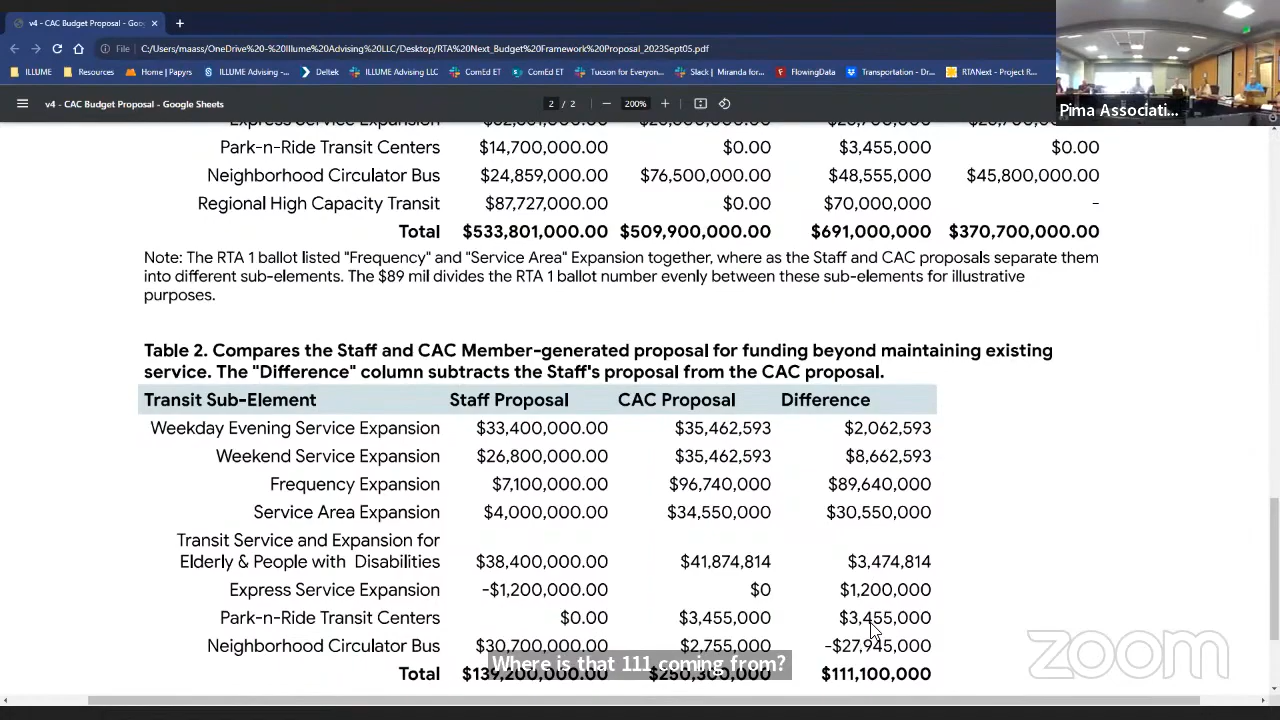 v4 - CAC Budget Proposal - Goo
File C:/Users/maass/OneDrive%20-%20Illume%20Advising%20LLC/Desktop/RTA%20Next_Budget%20Framework%20Proposal_2023Sept05.pdf
ILLUME Resources Home | Papyrs ILLUME Advising -... Deltek ILLUME Advising LLC ComEd ET ComEd ET Tucson for Everyon... Slack | Miranda for... FlowingData Transportation - Dr... RTANext - Project R...
v4 - CAC Budget Proposal - Google Sheets 2 / 2 200%
Pima Associati...
Park-n-Ride Transit Centers $14,700,000.00 $0.00 $3,455,000 $0.00
Neighborhood Circulator Bus $24,859,000.00 $76,500,000.00 $48,555,000 $45,800,000.00
Regional High Capacity Transit $87,727,000.00 $0.00 $70,000,000 -
Total $533,801,000.00 $509,900,000.00 $691,000,000 $370,700,000.00
Note: The RTA 1 ballot listed "Frequency" and "Service Area" Expansion together, where as the Staff and CAC proposals separate them
into different sub-elements. The $89 mil divides the RTA 1 ballot number evenly between these sub-elements for illustrative
purposes.
Table 2. Compares the Staff and CAC Member-generated proposal for funding beyond maintaining existing
service. The "Difference" column subtracts the Staff's proposal from the CAC proposal.
Transit Sub-Element Staff Proposal CAC Proposal Difference
Weekday Evening Service Expansion $33,400,000.00 $35,462,593 $2,062,593
Weekend Service Expansion $26,800,000.00 $35,462,593 $8,662,593
Frequency Expansion $7,100,000.00 $96,740,000 $89,640,000
Service Area Expansion $4,000,000.00 $34,550,000 $30,550,000
Transit Service and Expansion for
Elderly & People with Disabilities $38,400,000.00 $41,874,814 $3,474,814
Express Service Expansion -$1,200,000.00 $0 $1,200,000
Park-n-Ride Transit Centers $0.00 $3,455,000 $3,455,000
Neighborhood Circulator Bus $30,700,000.00 $2,755,000 -$27,945,000
Where is that 111 coming from?
Total $139,200,000.00 $250,300,000 $111,100,000
zoom